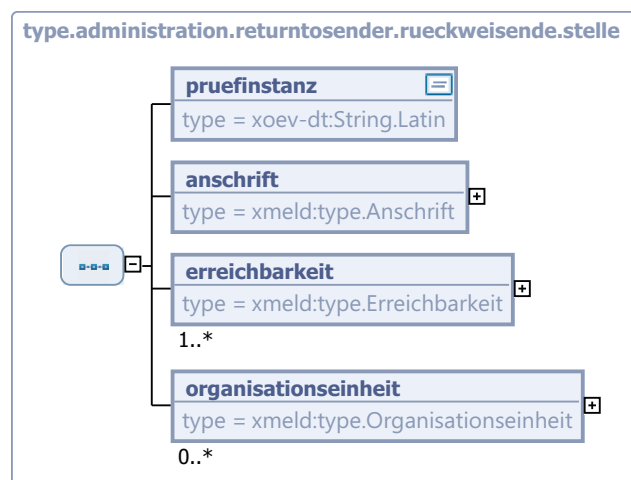 type.administration.returntosender.rueckweisende.stelle
pruefinstanz
type = xoev-dt:String.Latin
anschrift
type = xmeld:type.Anschrift
erreichbarkeit
type = xmeld:type.Erreichbarkeit
1..*
organisationseinheit
type = xmeld:type.Organisationseinheit
0..*